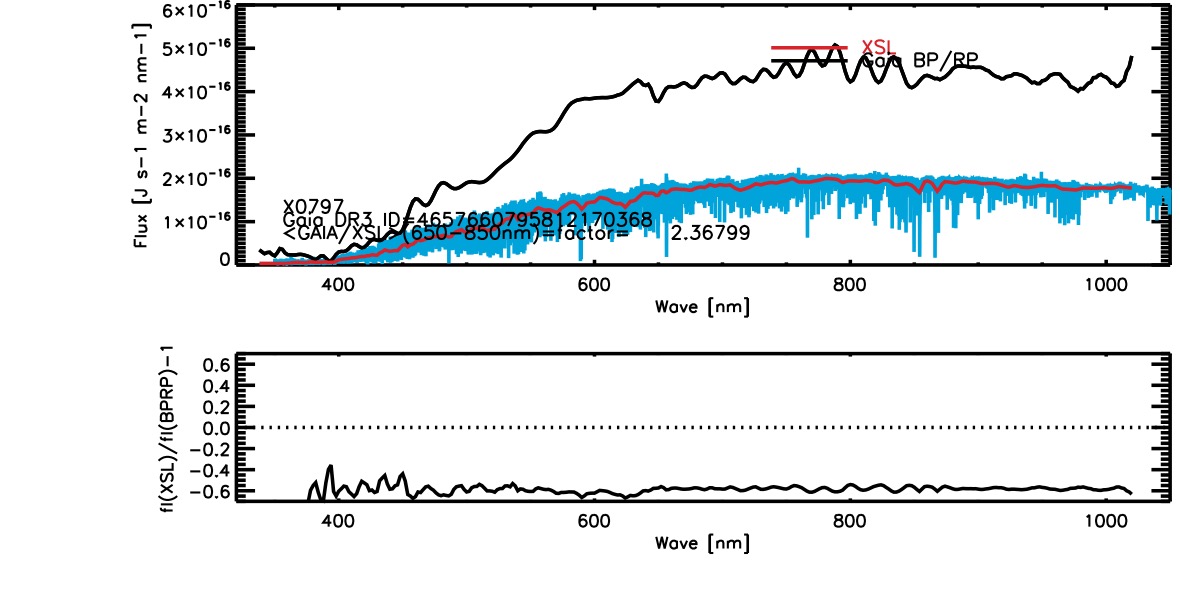 6×10−16
5×10−16
4×10−16
3×10−16
2×10−16
1×10−16
0
Flux [J s−1 m−2 nm−1]
XSL
Gaia BP/RP
X0797
Gaia DR3 ID=4657660795812170368
<GAIA/XSL (650−850nm)=factor= 2.36799
400 600 800 1000
Wave [nm]
0.6
0.4
0.2
0.0
−0.2
−0.4
−0.6
fl(XSL)/fl(BPRP)−1
400 600 800 1000
Wave [nm]